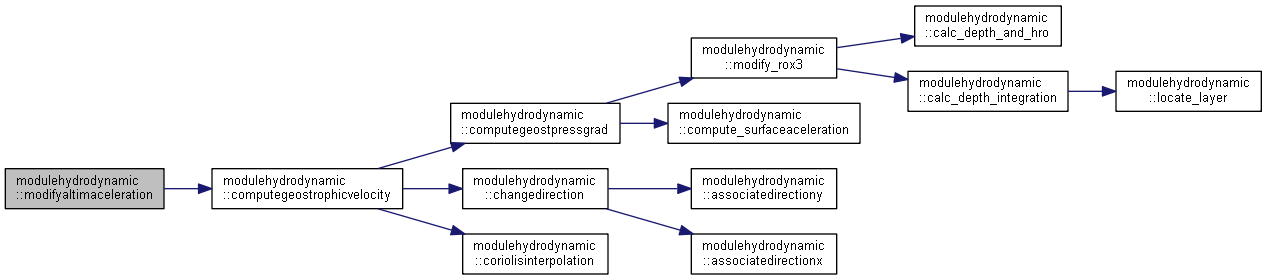 modulehydrodynamic
::modifyaltimaceleration
modulehydrodynamic
::computegeostrophicvelocity
modulehydrodynamic
::computegeostpressgrad
modulehydrodynamic
::modify_rox3
modulehydrodynamic
::calc_depth_and_hro
modulehydrodynamic
::calc_depth_integration
modulehydrodynamic
::locate_layer
modulehydrodynamic
::compute_surfaceaceleration
modulehydrodynamic
::changedirection
modulehydrodynamic
::associatedirectiony
modulehydrodynamic
::associatedirectionx
modulehydrodynamic
::coriolisinterpolation